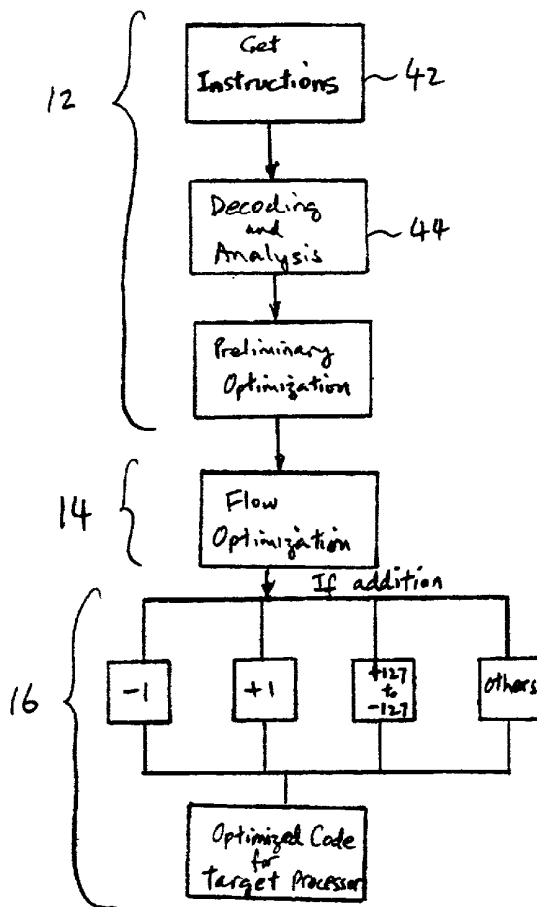 Get
Instructions
42
12
Decoding
and
Analysis
44
Preliminary
Optimization
14
Flow
Optimization
If addition
16
-1
+1
+127
to
-127
others
Optimized Code
for
Target Processor